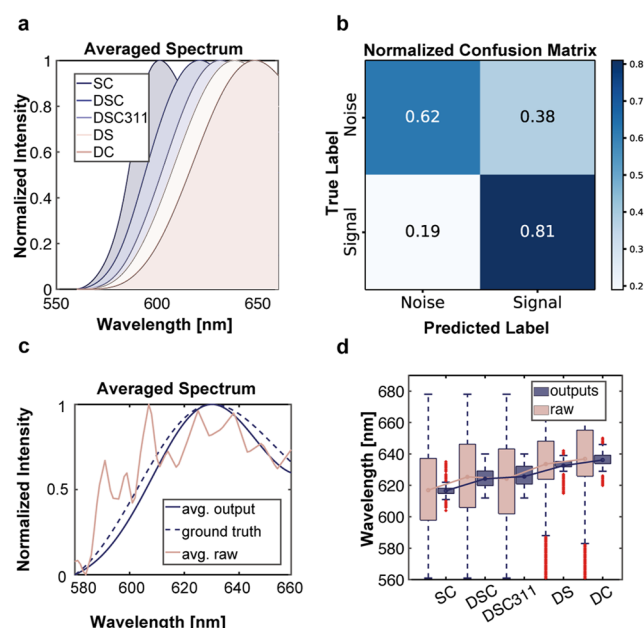 a
Averaged Spectrum
Normalized Intensity
1
0.8
0.6
0.4
0.2
0
SC
DSC
DSC311
DS
DC
550
600
650
Wavelength [nm]
b
Normalized Confusion Matrix
True Label
Noise
Signal
0.62
0.38
0.19
0.81
Noise
Signal
Predicted Label
0.8
0.7
0.6
0.5
0.4
0.3
0.2
c
Averaged Spectrum
Normalized Intensity
1
0.5
0
avg. output
ground truth
avg. raw
580
600
620
640
660
Wavelength [nm]
d
Wavelength [nm]
680
660
640
620
600
580
560
outputs
raw
SC
DSC
DSC311
DS
DC